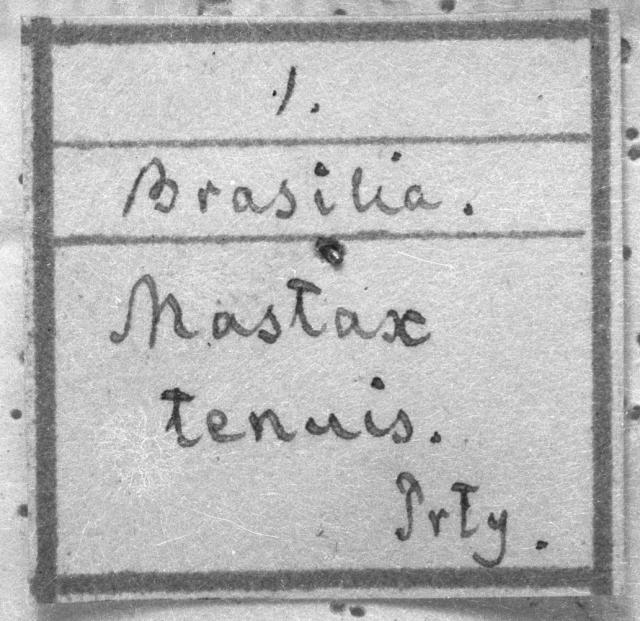 1.
Brasilia.
Mastax
tenuis.
Prty.